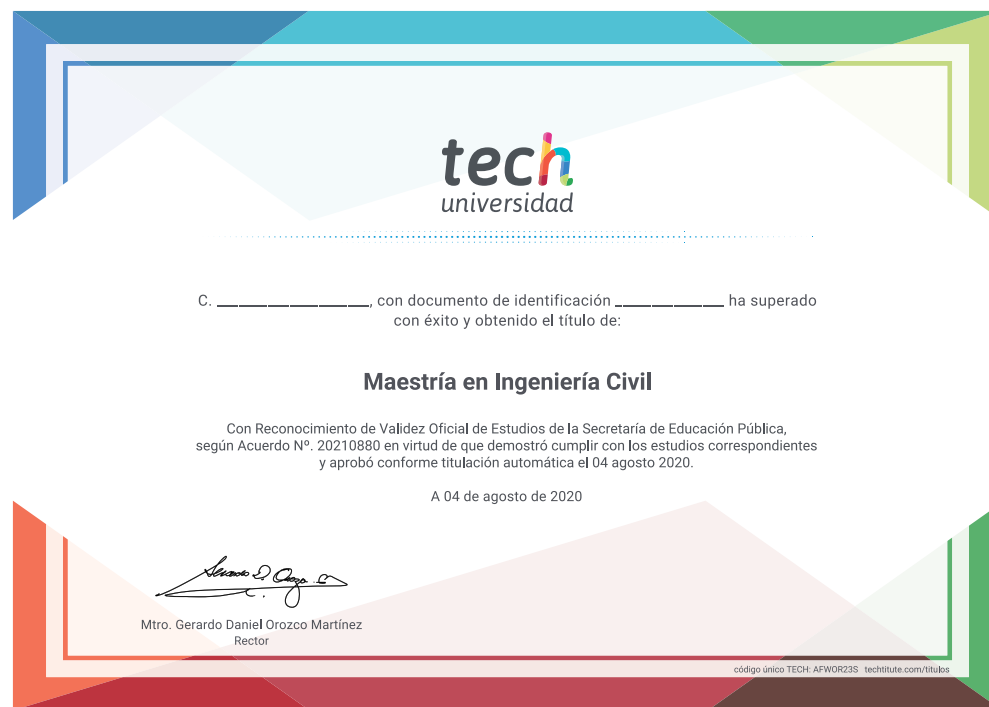 tech
universidad
C. ____________________, con documento de identificación ______________ ha superado
con éxito y obtenido el título de:
Maestría en Ingeniería Civil
Con Reconocimiento de Validez Oficial de Estudios de la Secretaría de Educación Pública,
según Acuerdo Nº. 20210880 en virtud de que demostró cumplir con los estudios correspondientes
y aprobó conforme titulación automática el 04 agosto 2020.
A 04 de agosto de 2020
Mtro. Gerardo Daniel Orozco Martínez
Rector
código único TECH: AFWOR23S techtitute.com/titulos